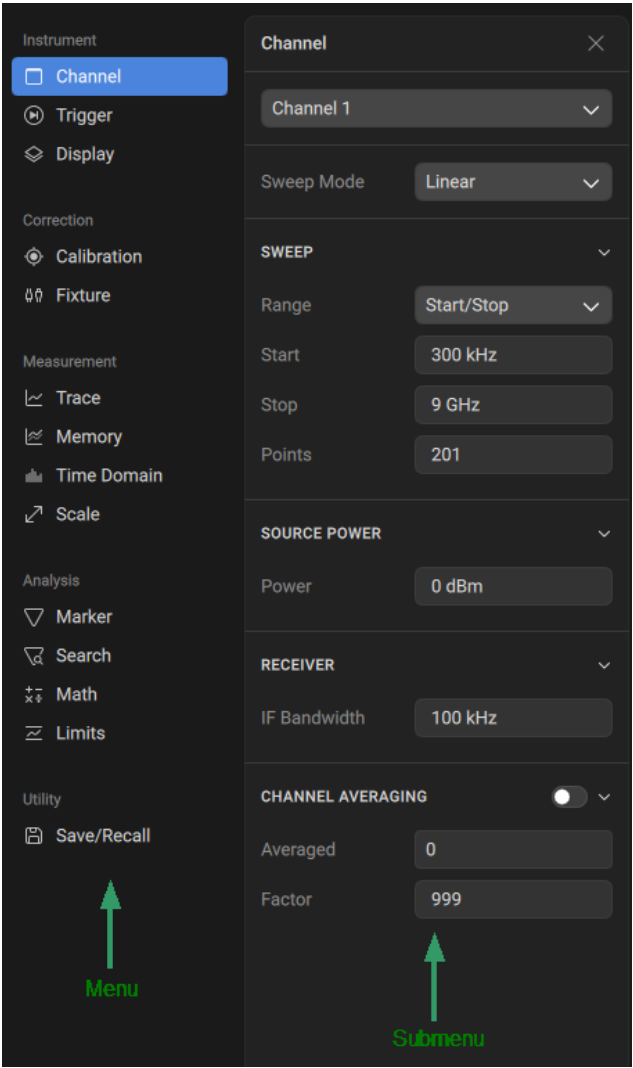 Instrument
Channel
Trigger
Display
Correction
Calibration
Fixture
Measurement
Trace
Memory
Time Domain
Scale
Analysis
Marker
Search
Math
Limits
Utility
Save/Recall
Menu
Channel
Channel 1
Sweep Mode Linear
SWEEP
Range Start/Stop
Start 300 kHz
Stop 9 GHz
Points 201
SOURCE POWER
Power 0 dBm
RECEIVER
IF Bandwidth 100 kHz
CHANNEL AVERAGING
Averaged 0
Factor 999
Submenu